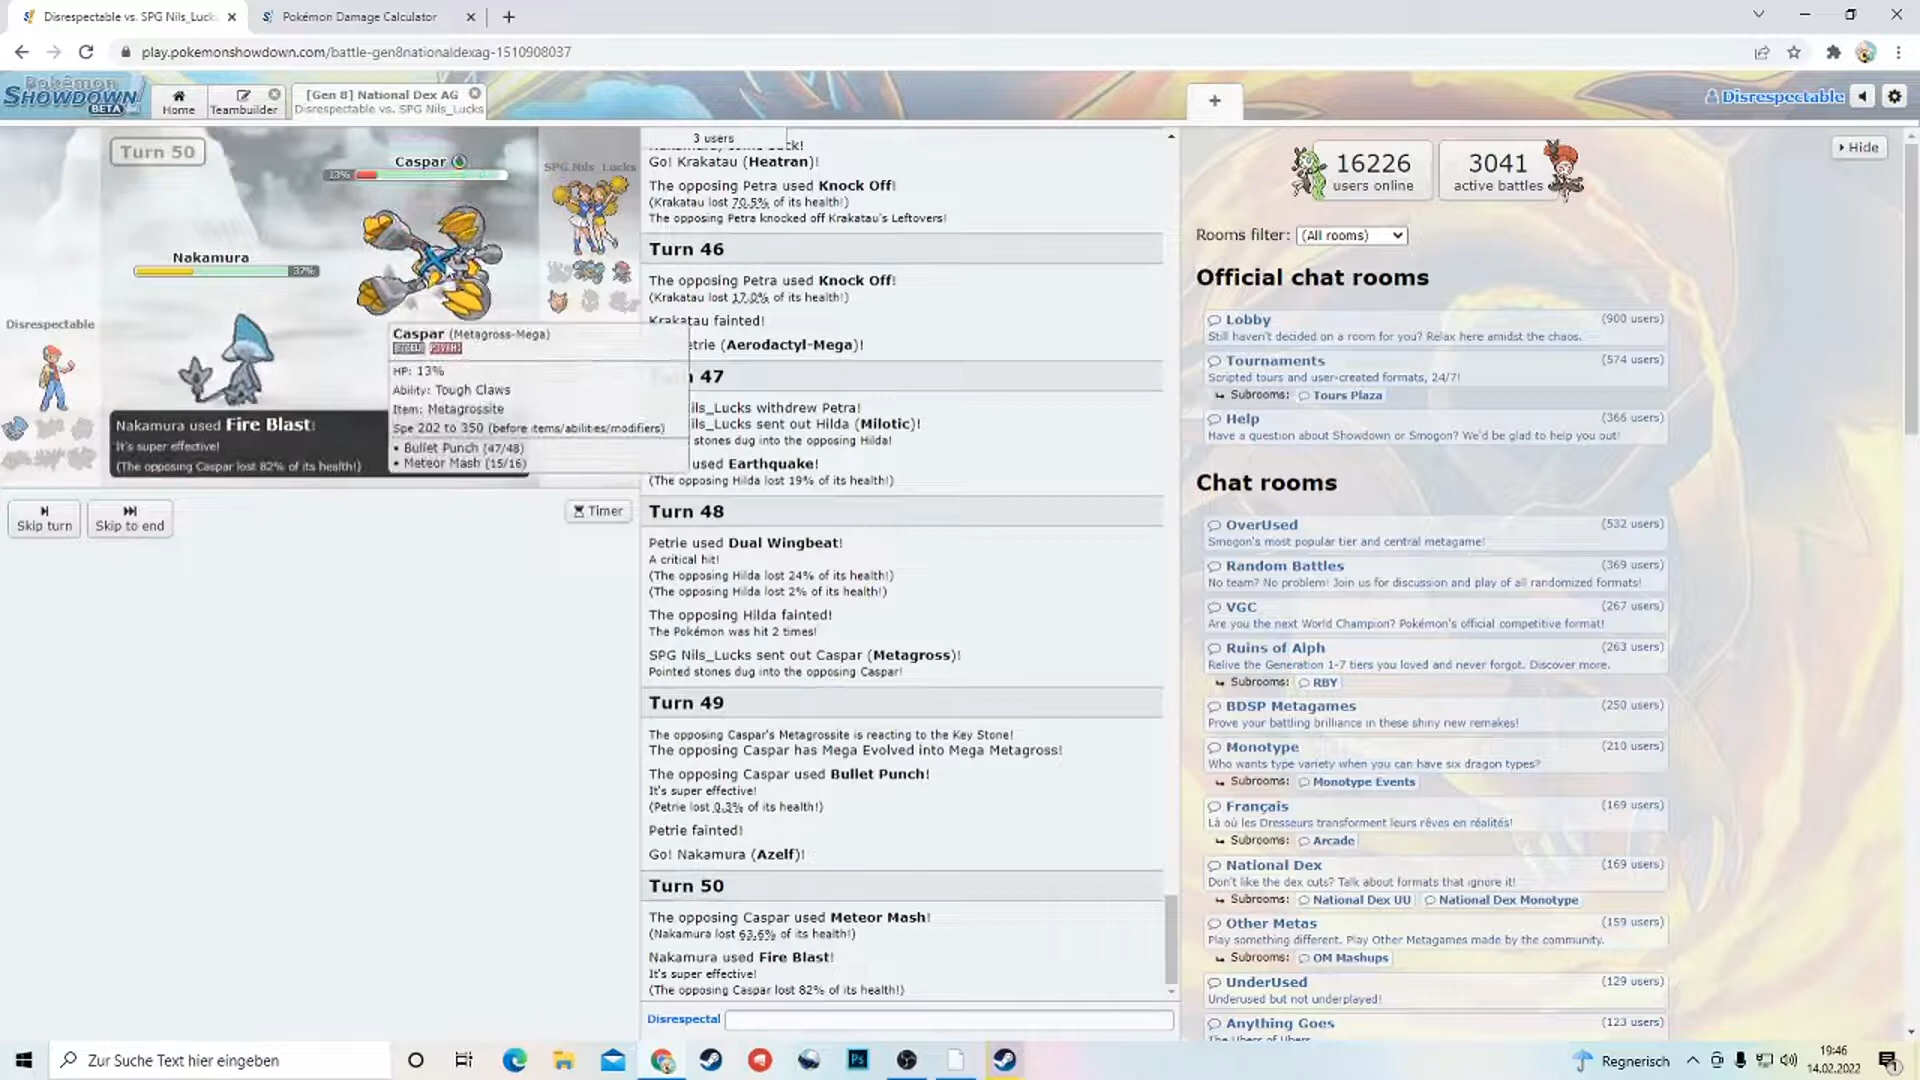 Disrespectable vs. SPG Nils_Luck
Pokémon Damage Calculator
play.pokemonshowdown.com/battle-gen8nationaldexag-1510908037
Pokémon
SHOWDOWN
BETA
Home
Teambuilder
[Gen 8] National Dex AG
Disrespectable vs. SPG Nils_Lucks
Disrespectable
Turn 50
Caspar
13%
SPG Nils_Lucks
Nakamura
37%
Disrespectable
Caspar (Metagross-Mega)
STEEL PSYCHC
HP: 13%
Ability: Tough Claws
Item: Metagrossite
Spe 202 to 350 (before items/abilities/modifiers)
• Bullet Punch (47/48)
• Meteor Mash (15/16)
Nakamura used Fire Blast!
It's super effective!
(The opposing Caspar lost 82% of its health!)
Skip turn
Skip to end
Timer
3 users
Go! Krakatau (Heatran)!
The opposing Petra used Knock Off!
(Krakatau lost 70.5% of its health!)
The opposing Petra knocked off Krakatau's Leftovers!
Turn 46
The opposing Petra used Knock Off!
(Krakatau lost 17.0% of its health!)
Krakatau fainted!
etrie (Aerodactyl-Mega)!
47
ils_Lucks withdrew Petra!
ils_Lucks sent out Hilda (Milotic)!
stones dug into the opposing Hilda!
used Earthquake!
(The opposing Hilda lost 19% of its health!)
Turn 48
Petrie used Dual Wingbeat!
A critical hit!
(The opposing Hilda lost 24% of its health!)
(The opposing Hilda lost 2% of its health!)
The opposing Hilda fainted!
The Pokémon was hit 2 times!
SPG Nils_Lucks sent out Caspar (Metagross)!
Pointed stones dug into the opposing Caspar!
Turn 49
The opposing Caspar's Metagrossite is reacting to the Key Stone!
The opposing Caspar has Mega Evolved into Mega Metagross!
The opposing Caspar used Bullet Punch!
It's super effective!
(Petrie lost 0.3% of its health!)
Petrie fainted!
Go! Nakamura (Azelf)!
Turn 50
The opposing Caspar used Meteor Mash!
(Nakamura lost 63.6% of its health!)
Nakamura used Fire Blast!
It's super effective!
(The opposing Caspar lost 82% of its health!)
Disrespectal
16226
users online
3041
active battles
Hide
Rooms filter: (All rooms)
Official chat rooms
Lobby (900 users)
Still haven't decided on a room for you? Relax here amidst the chaos.
Tournaments (574 users)
Scripted tours and user-created formats, 24/7!
Subrooms: Tours Plaza
Help (366 users)
Have a question about Showdown or Smogon? We'd be glad to help you out!
Chat rooms
OverUsed (532 users)
Smogon's most popular tier and central metagame!
Random Battles (369 users)
No team? No problem! Join us for discussion and play of all randomized formats!
VGC (267 users)
Are you the next World Champion? Pokémon's official competitive format!
Ruins of Alph (263 users)
Relive the Generation 1-7 tiers you loved and never forgot. Discover more.
Subrooms: RBY
BDSP Metagames (250 users)
Prove your battling brilliance in these shiny new remakes!
Monotype (210 users)
Who wants type variety when you can have six dragon types?
Subrooms: Monotype Events
Français (169 users)
Là où les Dresseurs transforment leurs rêves en réalités!
Subrooms: Arcade
National Dex (169 users)
Don't like the dex cuts? Talk about formats that ignore it!
Subrooms: National Dex UU National Dex Monotype
Other Metas (159 users)
Play something different. Play Other Metagames made by the community.
Subrooms: OM Mashups
UnderUsed (129 users)
Underused but not underplayed!
Anything Goes (123 users)
The Ubers of Ubers
Zur Suche Text hier eingeben
Ps
Regnerisch
19:46
14.02.2022